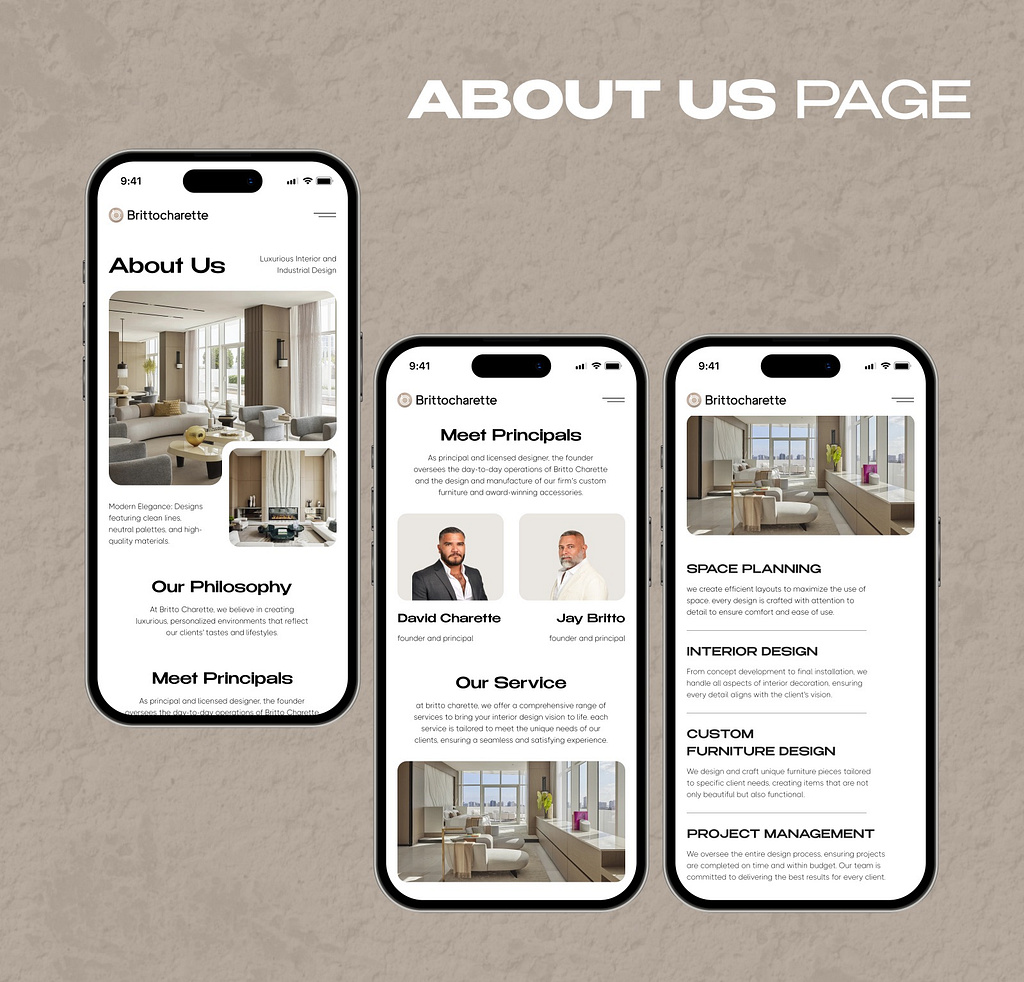 ABOUT US PAGE
9:41
Brittocharette
About Us
Luxurious Interior and
Industrial Design
Modern Elegance: Designs
featuring clean lines,
neutral palettes, and high-
quality materials.
Our Philosophy
At Britto Charette, we believe in creating
luxurious, personalized environments that reflect
our clients' tastes and lifestyles.
Meet Principals
As principal and licensed designer, the founder
oversees the day-to-day operations of Britto Charette
9:41
Brittocharette
Meet Principals
As principal and licensed designer, the founder
oversees the day-to-day operations of Britto Charette
and the design and manufacture of our firm's custom
furniture and award-winning accessories.
David Charette
founder and principal
Jay Britto
founder and principal
Our Service
at britto charette, we offer a comprehensive range of
services to bring your interior design vision to life. each
service is tailored to meet the unique needs of our
clients, ensuring a seamless and satisfying experience.
9:41
Brittocharette
SPACE PLANNING
we create efficient layouts to maximize the use of
space. every design is crafted with attention to
detail to ensure comfort and ease of use.
INTERIOR DESIGN
From concept development to final installation, we
handle all aspects of interior decoration, ensuring
every detail aligns with the client's vision.
CUSTOM
FURNITURE DESIGN
We design and craft unique furniture pieces tailored
to specific client needs, creating items that are not
only beautiful but also functional.
PROJECT MANAGEMENT
We oversee the entire design process, ensuring projects
are completed on time and within budget. Our team is
committed to delivering the best results for every client.